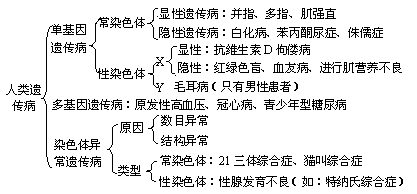 显性遗传病：并指、多指、肌强直
常染色体
单基因
遗传病
隐性遗传病：白化病、苯丙酮尿症、侏儒症
显性：抗维生素D佝偻病
X
性染色体
隐性：红绿色盲、血友病、进行肌营养不良
Y 毛耳病（只有男性患者）
人类遗
传病
多基因遗传病：原发性高血压、冠心病、青少年型糖尿病
数目异常
原因
结构异常
染色体异
常遗传病
常染色体：21三体综合症、猫叫综合症
类型
性染色体：性腺发育不良（如：特纳氏综合症）